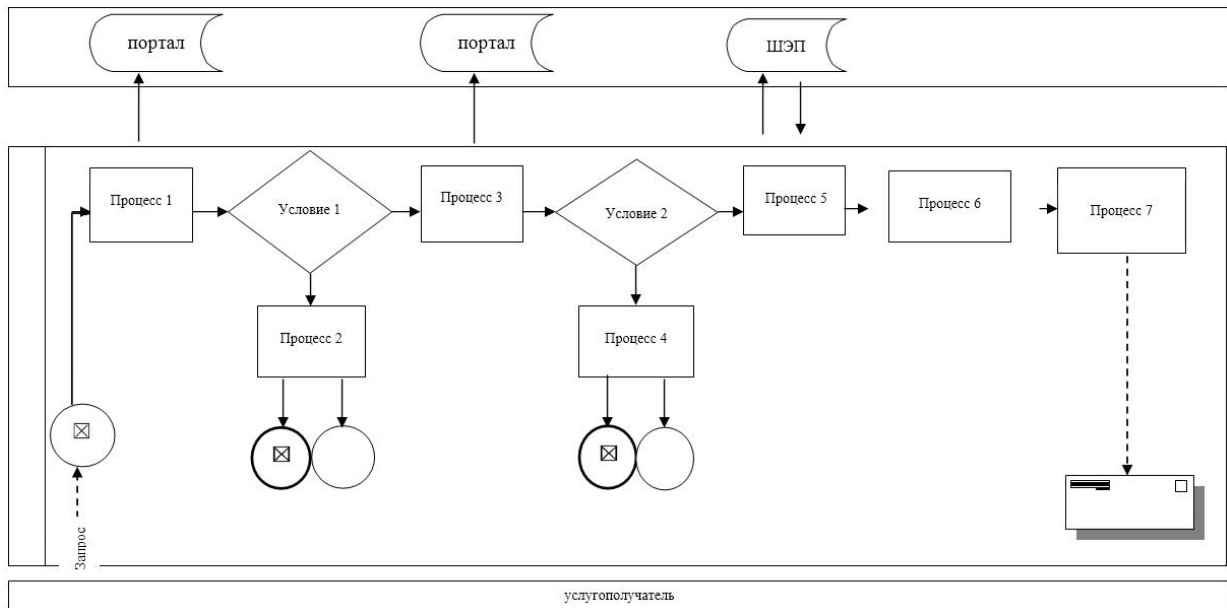 портал
портал
ШЭП
Процесс 1
Условие 1
Процесс 3
Условие 2
Процесс 5
Процесс 6
Процесс 7
Процесс 2
Процесс 4
Запрос
услугополучатель